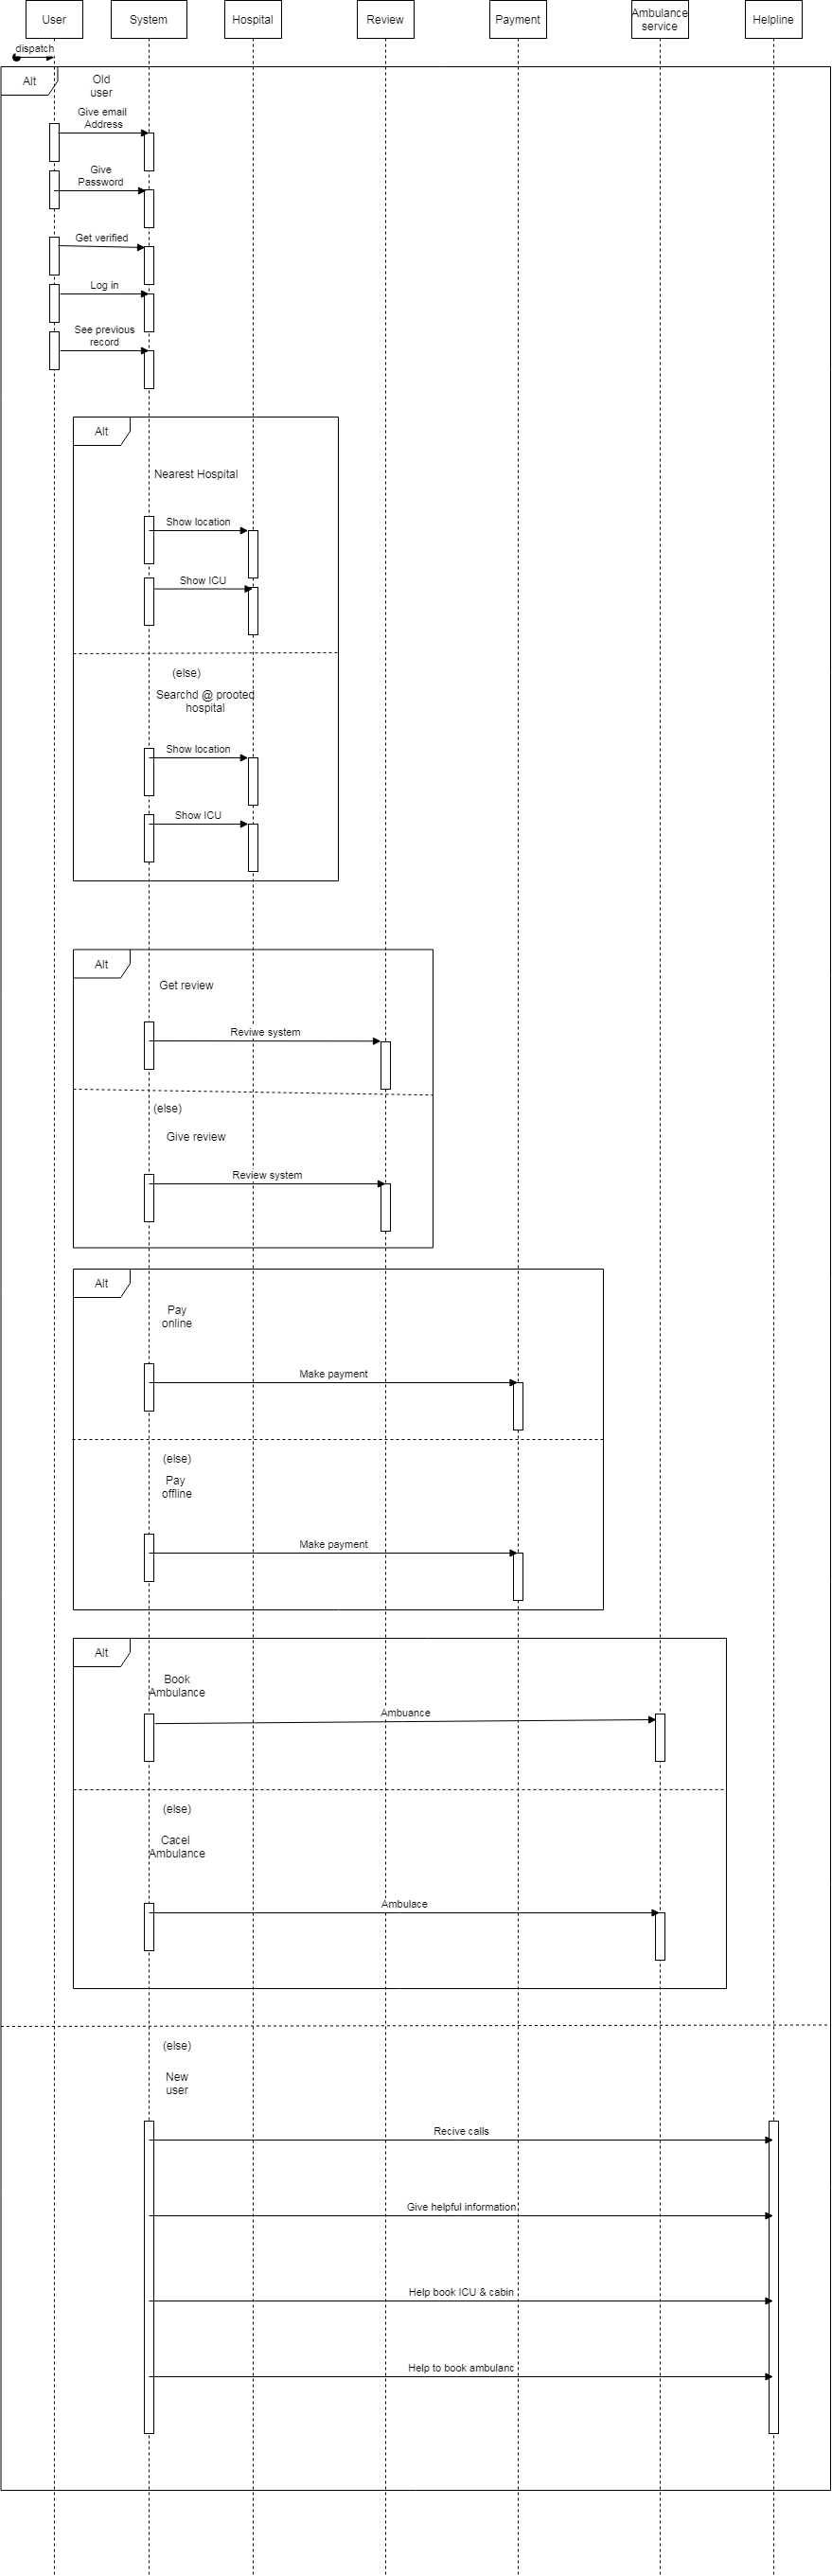 User
System
Hospital
Review
Payment
Ambulance
service
Helpline
dispatch
Alt
Old
user
Give email
Address
Give
Password
Get verified
Log in
See previous
record
Alt
Nearest Hospital
Show location
Show ICU
(else)
Searchd @ prooted
hospital
Show location
Show ICU
Alt
Get review
Reviwe system
(else)
Give review
Review system
Alt
Pay
online
Make payment
(else)
Pay
offline
Make payment
Alt
Book
Ambulance
Ambuance
(else)
Cacel
Ambulance
Ambulace
(else)
New
user
Recive calls
Give helpful information
Help book ICU & cabin
Help to book ambulanc